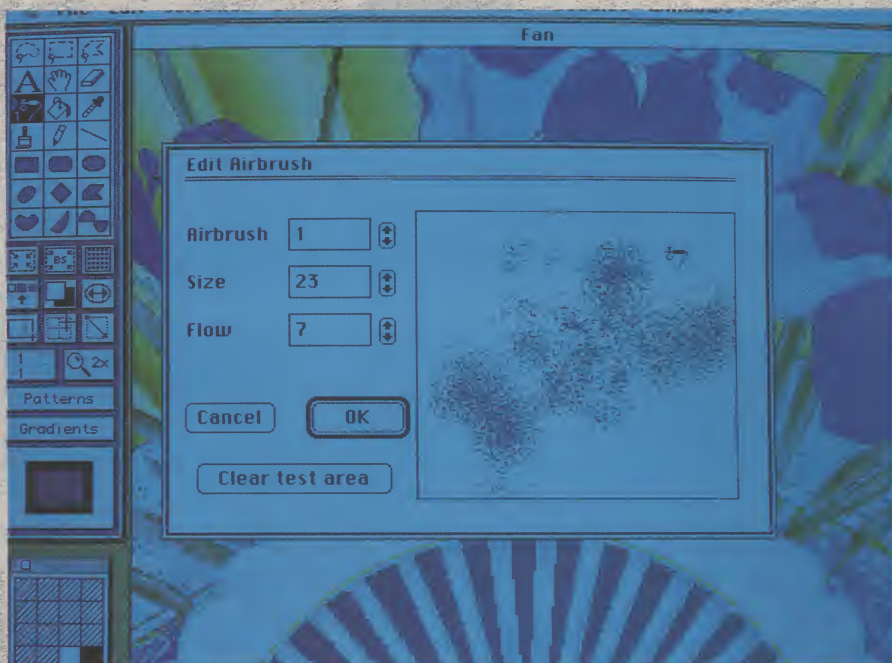 Fan
A
BS
1
1
2x
Patterns
Gradients
Edit Airbrush
Airbrush 1
Size 23
Flow 7
Cancel OK
Clear test area